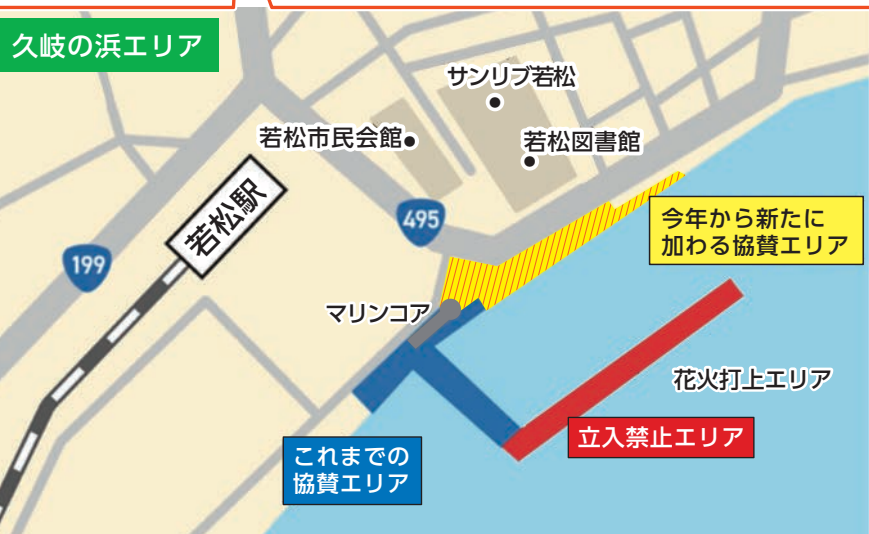 久岐の浜エリア
サンリブ若松
若松市民会館
若松図書館
若松駅
495
199
今年から新たに
加わる協賛エリア
マリンコア
花火打上エリア
立入禁止エリア
これまでの
協賛エリア